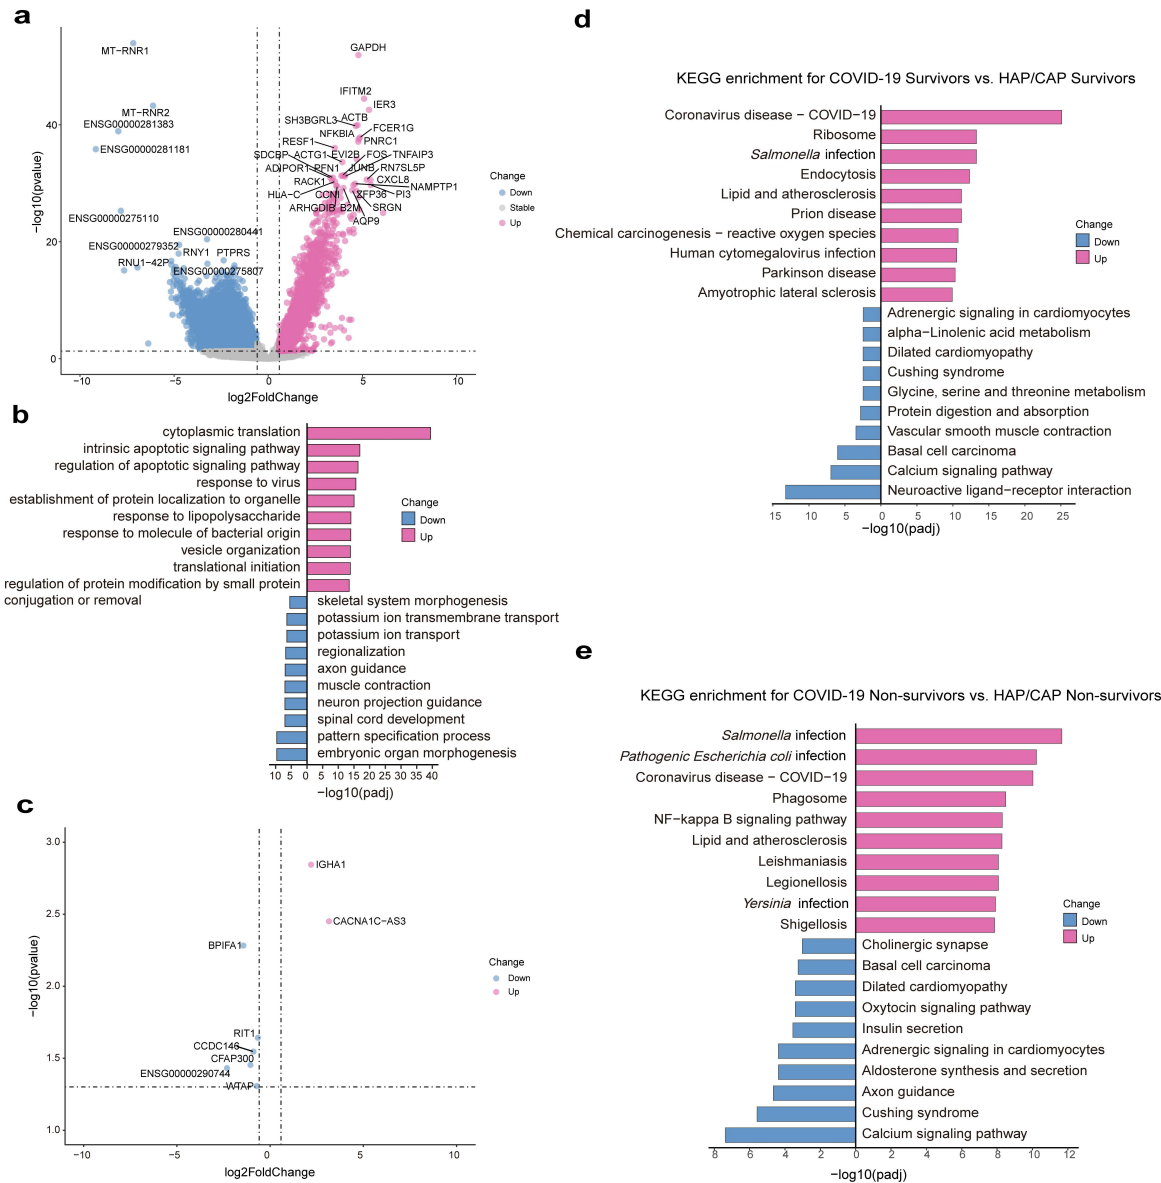 a
MT−RNR1
MT−RNR2
ENSG00000281383
ENSG00000281181
ENSG00000275110
ENSG00000280441
ENSG00000279352
RNY1
PTPRS
RNU1−42P
ENSG00000275807
GAPDH
IFITM2
IER3
SH3BGRL3
ACTB
FCER1G
NFKBIA
PNRC1
RESF1
SDCBP
ACTG1
EVI2B
FOS
TNFAIP3
ADIPOR1
PFN1
JUNB
RN7SL5P
RACK1
CXCL8
NAMPTP1
HLA−C
CCNI
ZFP36
PI3
ARHGDIB
B2M
SRGN
AQP9
−log10(pvalue)
40
20
0
−10
−5
0
5
10
log2FoldChange
Change
Down
Stable
Up
b
cytoplasmic translation
intrinsic apoptotic signaling pathway
regulation of apoptotic signaling pathway
response to virus
establishment of protein localization to organelle
response to lipopolysaccharide
response to molecule of bacterial origin
vesicle organization
translational initiation
regulation of protein modification by small protein
conjugation or removal
skeletal system morphogenesis
potassium ion transmembrane transport
potassium ion transport
regionalization
axon guidance
muscle contraction
neuron projection guidance
spinal cord development
pattern specification process
embryonic organ morphogenesis
10 5 0 5 10 15 20 25 30 35 40
−log10(padj)
Change
Down
Up
c
3.0
2.5
2.0
1.5
1.0
−log10(pvalue)
IGHA1
CACNA1C−AS3
BPIFA1
RIT1
CCDC146
CFAP300
ENSG00000290744
WTAP
−10
−5
0
5
10
log2FoldChange
Change
Down
Up
d
KEGG enrichment for COVID-19 Survivors vs. HAP/CAP Survivors
Coronavirus disease − COVID−19
Ribosome
Salmonella infection
Endocytosis
Lipid and atherosclerosis
Prion disease
Chemical carcinogenesis − reactive oxygen species
Human cytomegalovirus infection
Parkinson disease
Amyotrophic lateral sclerosis
Adrenergic signaling in cardiomyocytes
alpha−Linolenic acid metabolism
Dilated cardiomyopathy
Cushing syndrome
Glycine, serine and threonine metabolism
Protein digestion and absorption
Vascular smooth muscle contraction
Basal cell carcinoma
Calcium signaling pathway
Neuroactive ligand−receptor interaction
15 10 5 0 5 10 15 20 25
−log10(padj)
Change
Down
Up
e
KEGG enrichment for COVID-19 Non-survivors vs. HAP/CAP Non-survivors
Salmonella infection
Pathogenic Escherichia coli infection
Coronavirus disease − COVID−19
Phagosome
NF−kappa B signaling pathway
Lipid and atherosclerosis
Leishmaniasis
Legionellosis
Yersinia infection
Shigellosis
Cholinergic synapse
Basal cell carcinoma
Dilated cardiomyopathy
Oxytocin signaling pathway
Insulin secretion
Adrenergic signaling in cardiomyocytes
Aldosterone synthesis and secretion
Axon guidance
Cushing syndrome
Calcium signaling pathway
8 6 4 2 0 2 4 6 8 10 12
−log10(padj)
Change
Down
Up